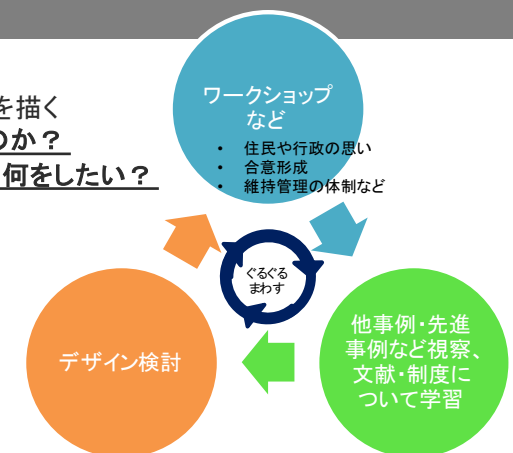 を描く
のか？
何をしたい？
ワークショップ
など
• 住民や行政の思い
• 合意形成
• 維持管理の体制など
ぐるぐる
まわす
デザイン検討
他事例・先進
事例など視察、
文献・制度に
ついて学習